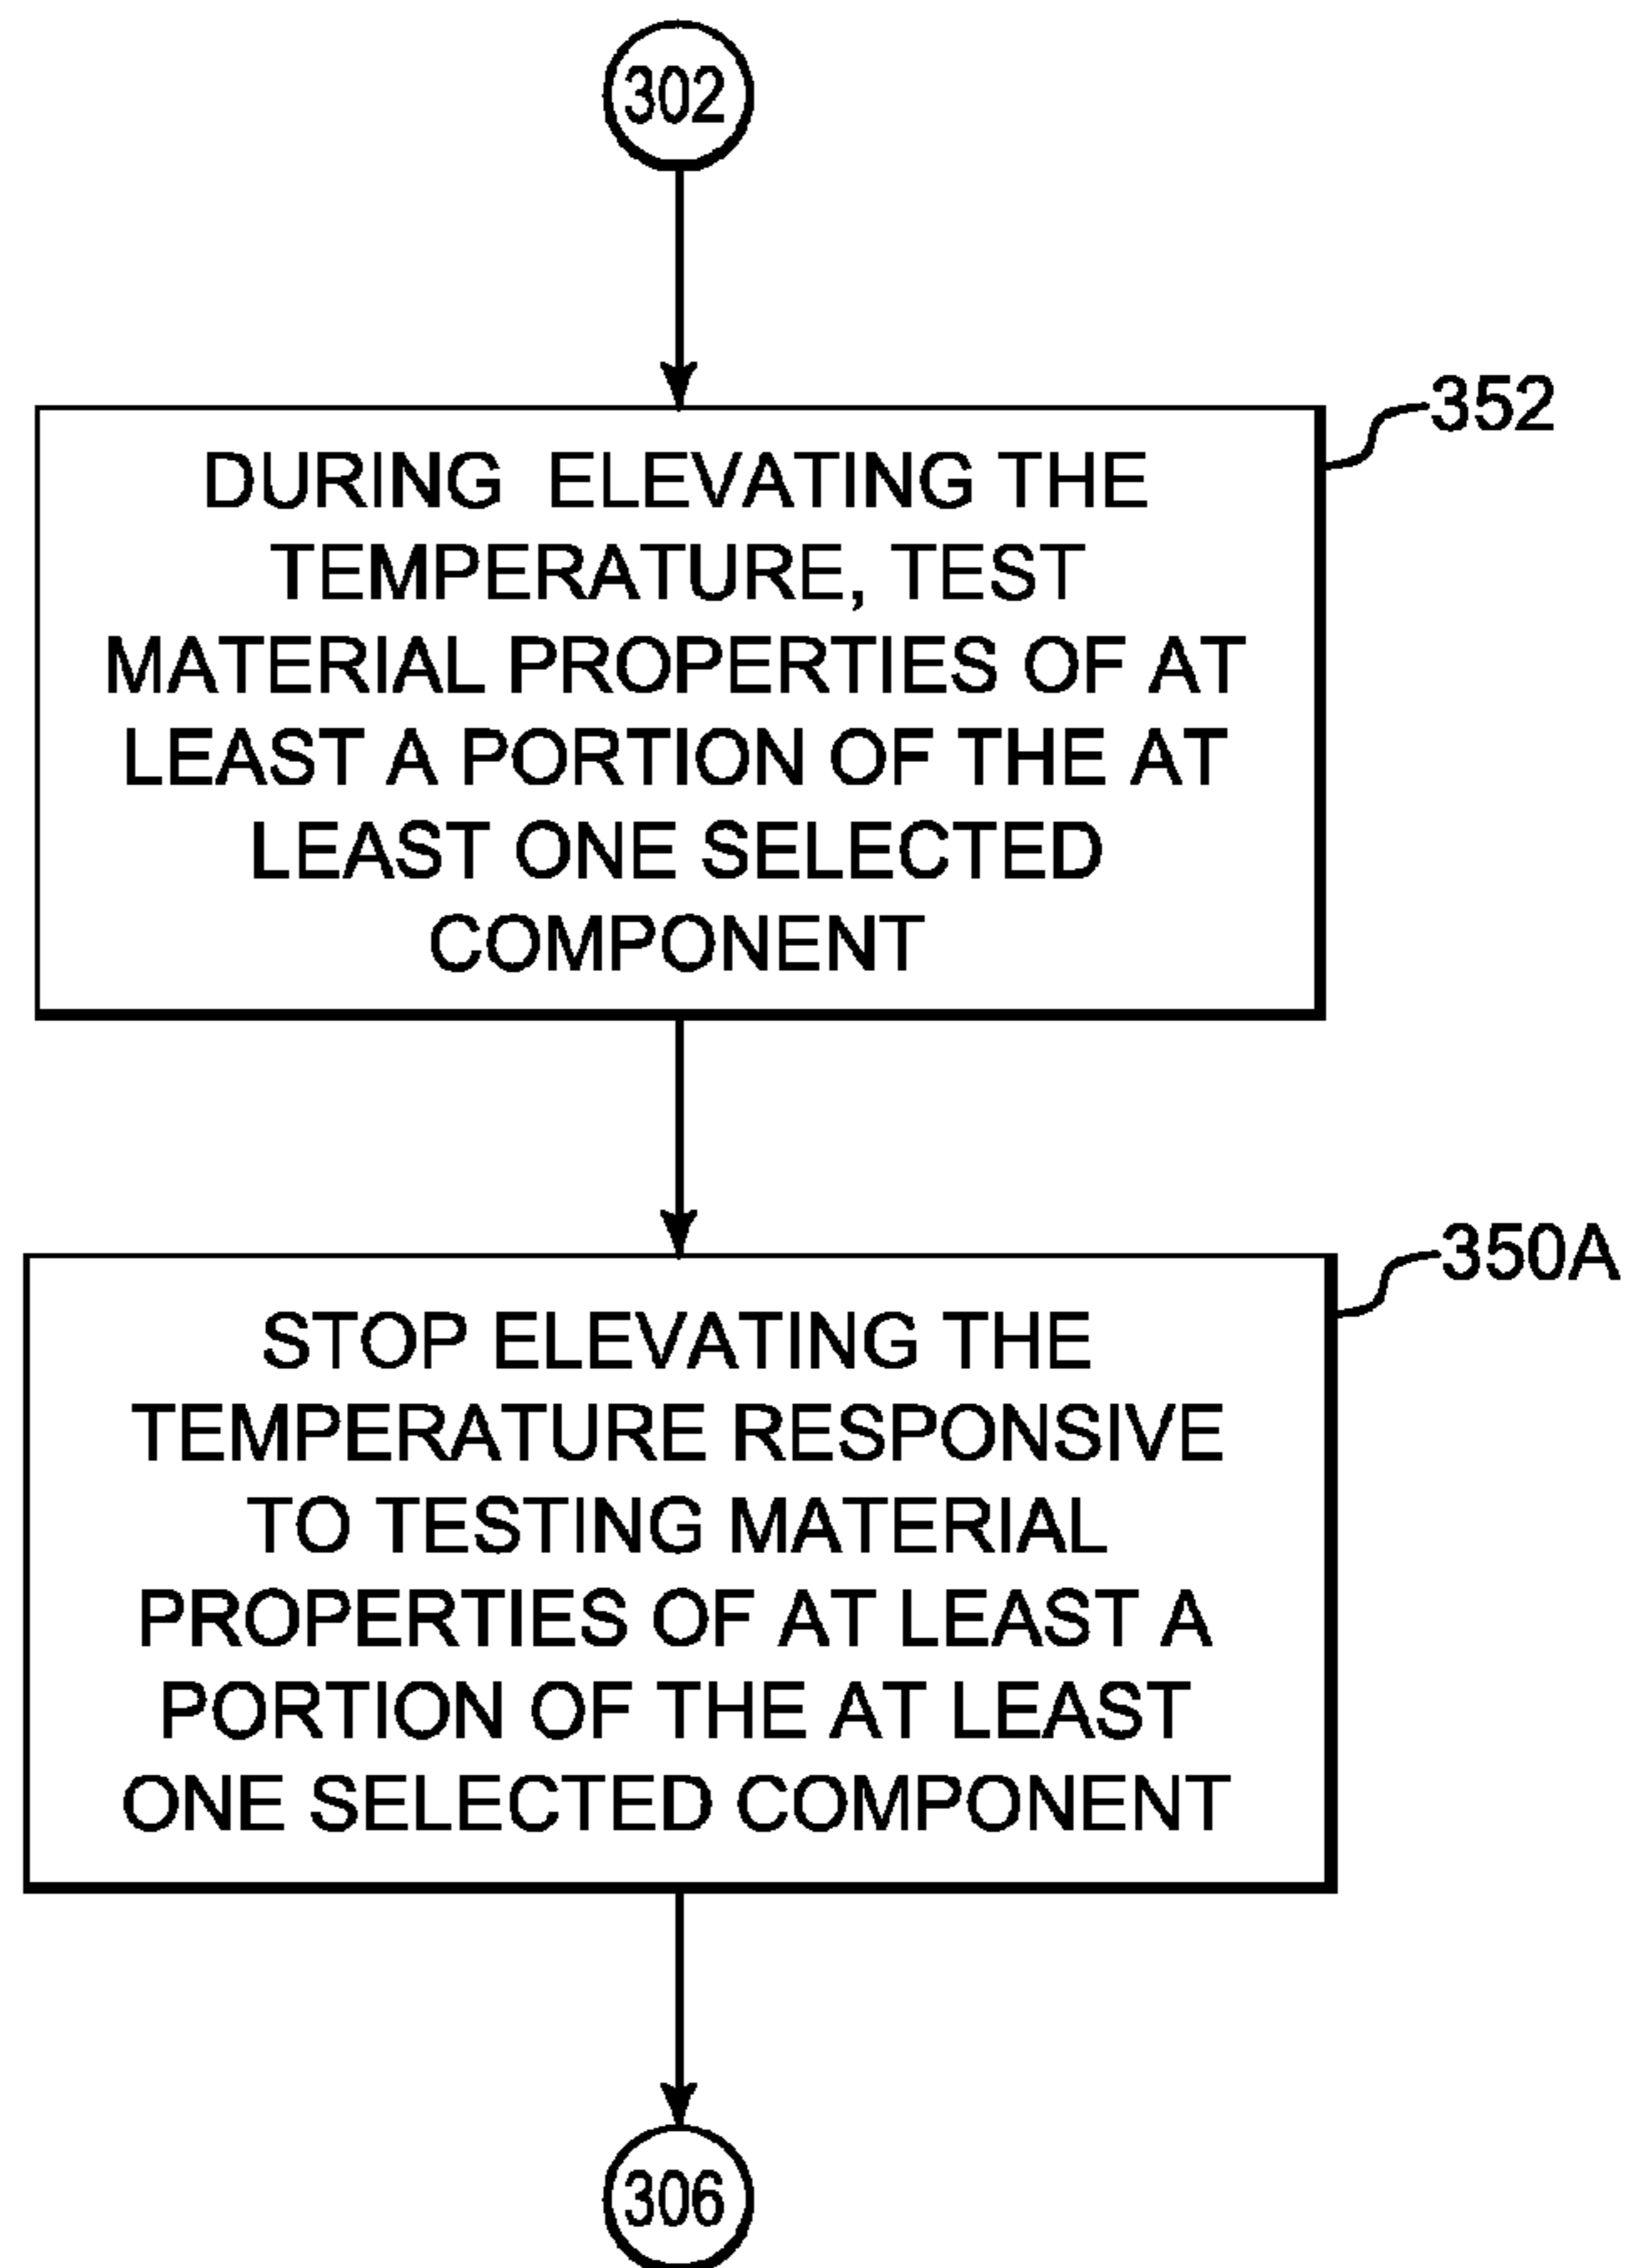 302
352
DURING ELEVATING THE
TEMPERATURE, TEST
MATERIAL PROPERTIES OF AT
LEAST A PORTION OF THE AT
LEAST ONE SELECTED
COMPONENT
350A
STOP ELEVATING THE
TEMPERATURE RESPONSIVE
TO TESTING MATERIAL
PROPERTIES OF AT LEAST A
PORTION OF THE AT LEAST
ONE SELECTED COMPONENT
306